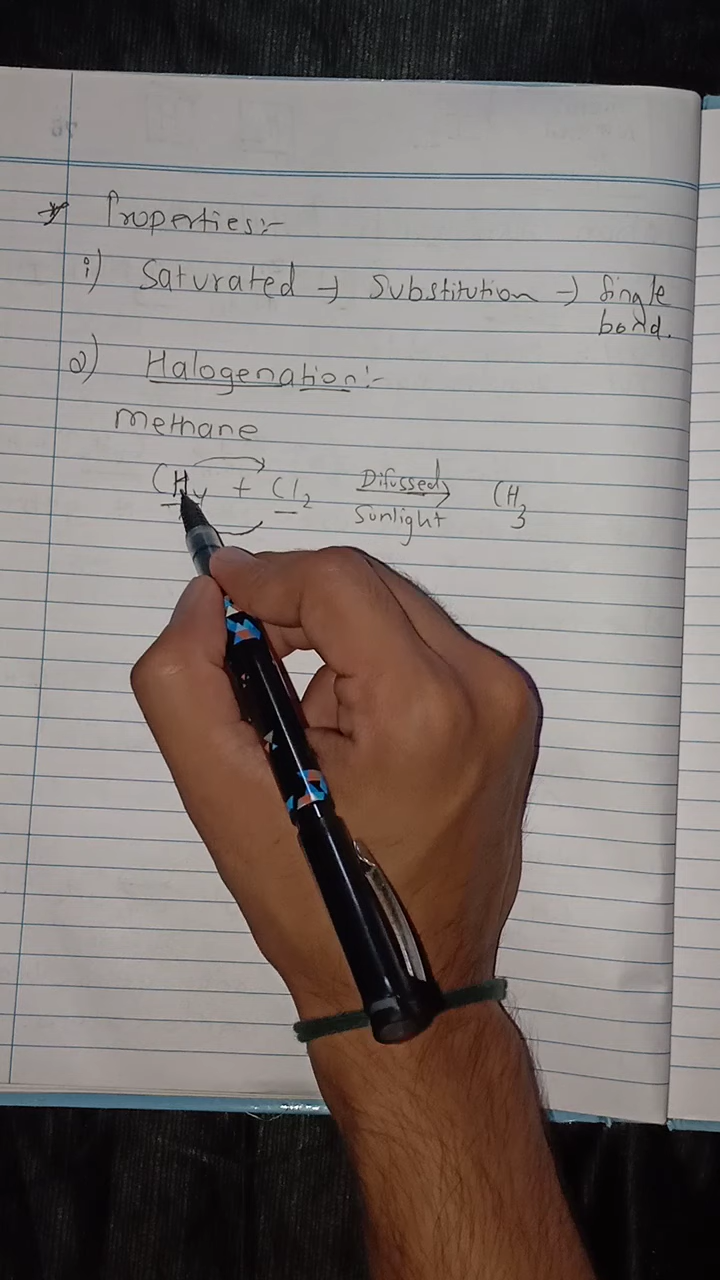 * Properties:-
i) Saturated → Substitution → Single
bond.
2) Halogenation:-
Methane
CH4 + Cl2 Difussed Sunlight → CH3